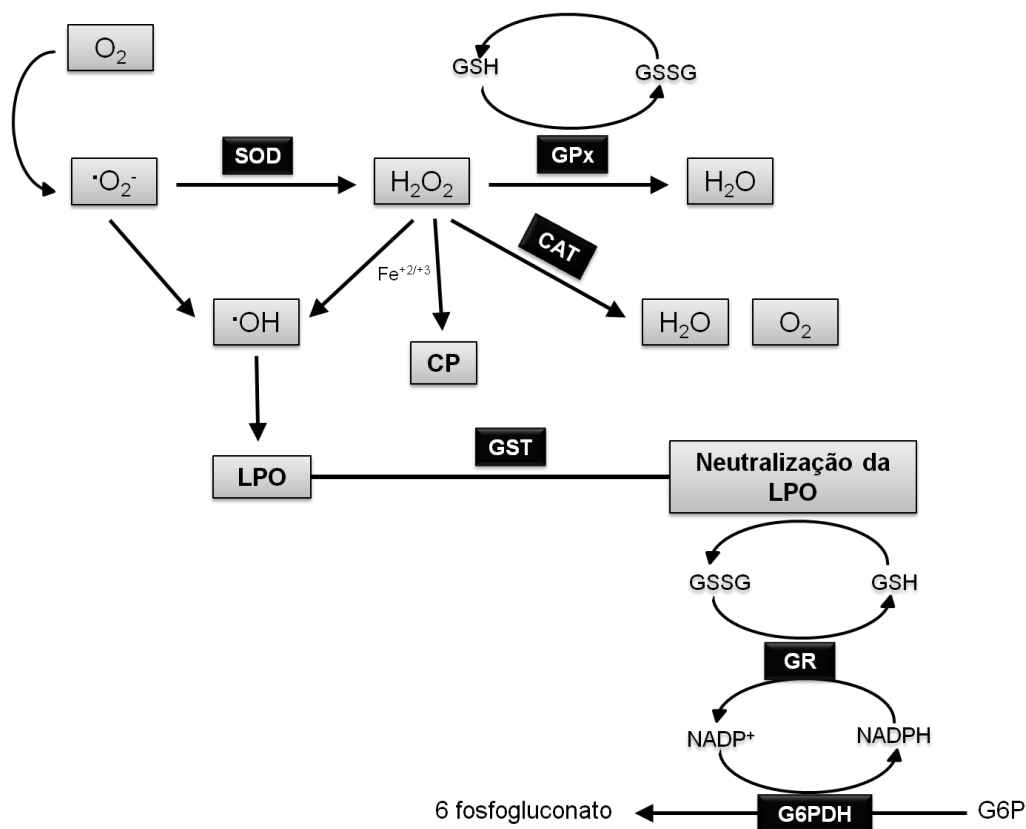 O₂
GSH
GSSG
SOD
GPx
·O₂⁻
H₂O₂
H₂O
CAT
Fe⁺²/⁺³
·OH
H₂O
O₂
CP
GST
LPO
Neutralização da
LPO
GSSG
GSH
GR
NADP⁺
NADPH
6 fosfogluconato
G6PDH
G6P